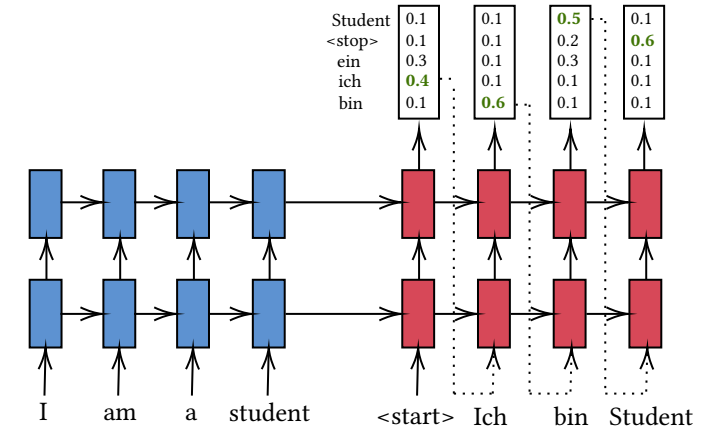 Student 0.1 0.1 0.5 0.1
<stop> 0.1 0.1 0.2 0.6
ein 0.3 0.1 0.3 0.1
ich 0.4 0.1 0.1 0.1
bin 0.1 0.6 0.1 0.1
I am a student <start> Ich bin Student